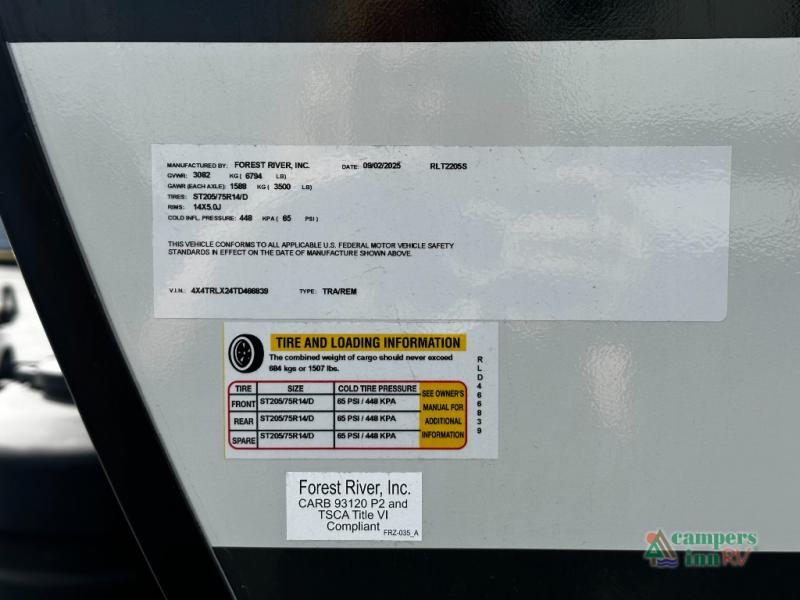 MANUFACTURED BY: FOREST RIVER, INC. DATE: 09/02/2025 RLT2205S
GVWR: 3082 KG ( 6794 LB)
GAWR (EACH AXLE): 1588 KG ( 3500 LB)
TIRES: ST205/75R14/D
RIMS: 14X5.0J
COLD INFL. PRESSURE: 448 KPA ( 65 PSI )
THIS VEHICLE CONFORMS TO ALL APPLICABLE U.S. FEDERAL MOTOR VEHICLE SAFETY
STANDARDS IN EFFECT ON THE DATE OF MANUFACTURE SHOWN ABOVE.
V.I.N.: 4X4TRLX24TD466839 TYPE: TRA/REM
TIRE AND LOADING INFORMATION
The combined weight of cargo should never exceed
684 kgs or 1507 lbs.
TIRE SIZE COLD TIRE PRESSURE
FRONT ST205/75R14/D 65 PSI / 448 KPA
REAR ST205/75R14/D 65 PSI / 448 KPA
SPARE ST205/75R14/D 65 PSI / 448 KPA
SEE OWNER'S
MANUAL FOR
ADDITIONAL
INFORMATION
RLD466839
Forest River, Inc.
CARB 93120 P2 and
TSCA Title VI
Compliant
FRZ-035_A
campers
inn RV